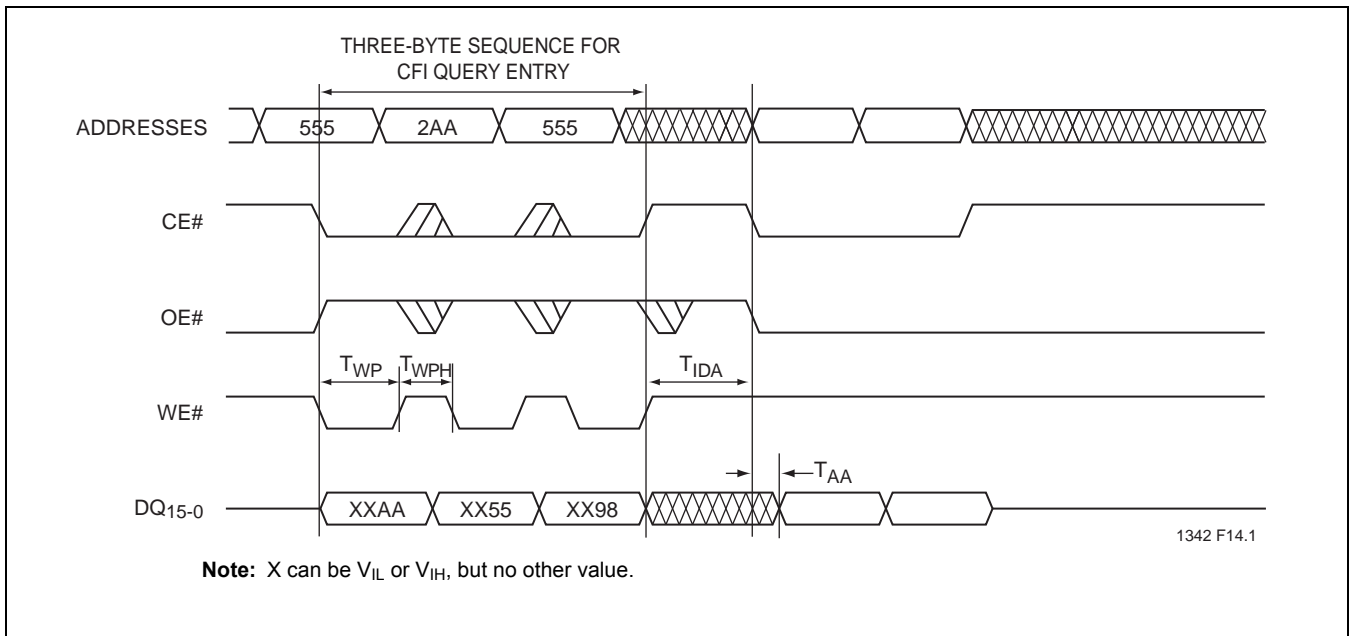 THREE-BYTE SEQUENCE FOR
CFI QUERY ENTRY
ADDRESSES
555 2AA 555
CE#
OE#
TWP TWPH TIDA
WE#
TAA
DQ15-0
XXAA XX55 XX98
1342 F14.1
Note: X can be VIL or VIH, but no other value.